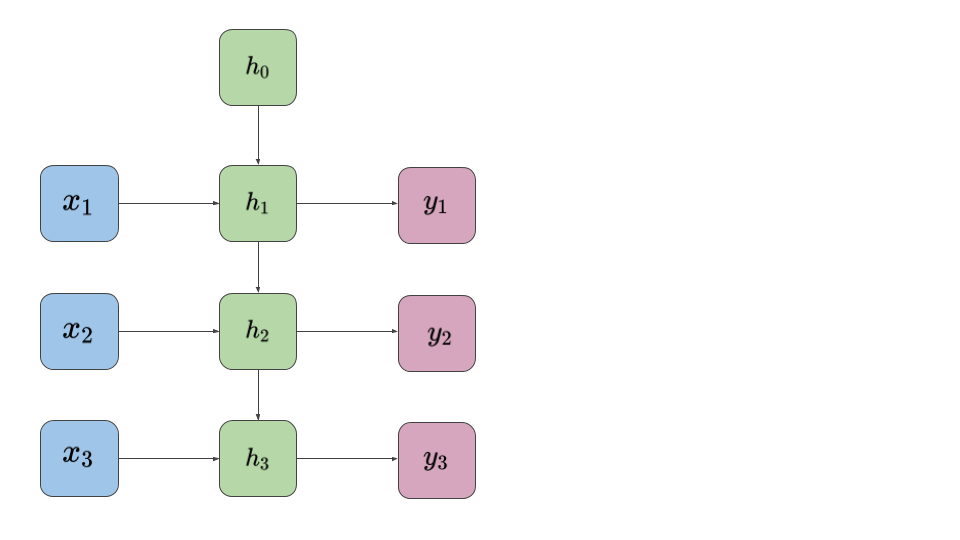 h₀
x₁ h₁ y₁
x₂ h₂ y₂
x₃ h₃ y₃